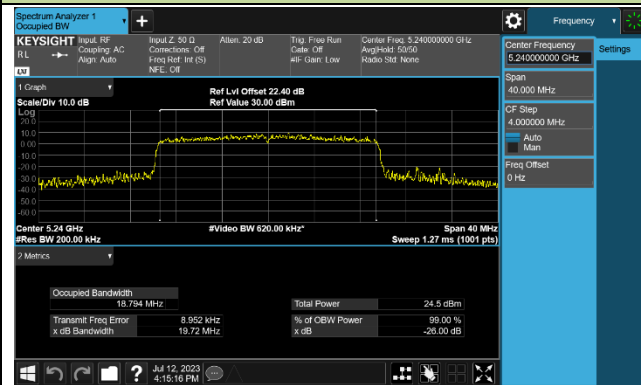 Spectrum Analyzer 1
Occupied BW
Frequency
KEYSIGHT
RL
LXI
Input: RF
Coupling: AC
Align: Auto
Input Z: 50 Ω
Corrections: Off
Freq Ref: Int (S)
NFE: Off
Atten: 20 dB
Trig: Free Run
Gate: Off
#IF Gain: Low
Center Freq: 5.240000000 GHz
Avg|Hold: 50/50
Radio Std: None
Center Frequency
5.240000000 GHz
Settings
Span
40.000 MHz
CF Step
4.000000 MHz
Auto
Man
Freq Offset
0 Hz
1 Graph
Scale/Div 10.0 dB
Ref Lvl Offset 22.40 dB
Ref Value 30.00 dBm
Log
20.0
10.0
0.00
-10.0
-20.0
-30.0
-40.0
-50.0
-60.0
Center 5.24 GHz
#Res BW 200.00 kHz
#Video BW 620.00 kHz*
Span 40 MHz
Sweep 1.27 ms (1001 pts)
2 Metrics
Occupied Bandwidth
18.794 MHz
Total Power 24.5 dBm
Transmit Freq Error 8.952 kHz
% of OBW Power 99.00 %
x dB Bandwidth 19.72 MHz
x dB -26.00 dB
Jul 12, 2023
4:15:16 PM